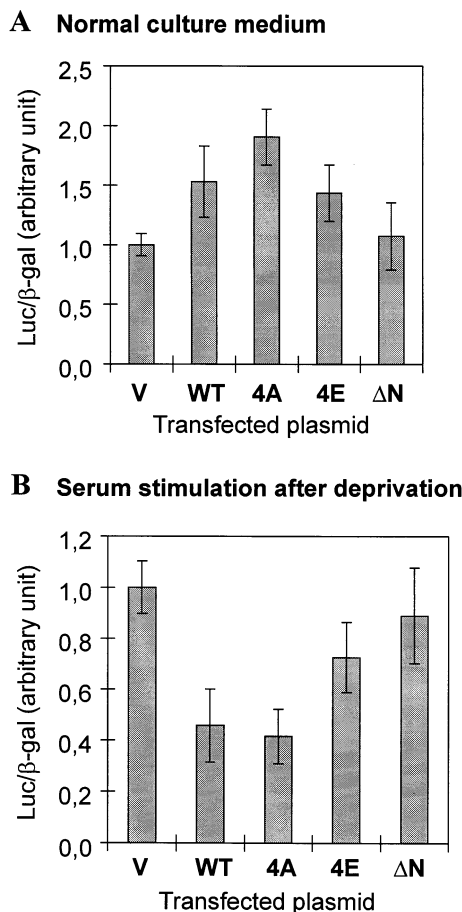 A Normal culture medium
Luc/β-gal (arbitrary unit)
2,5
2,0
1,5
1,0
0,5
0,0
V WT 4A 4E ΔN
Transfected plasmid
B Serum stimulation after deprivation
Luc/β-gal (arbitrary unit)
1,2
1,0
0,8
0,6
0,4
0,2
0,0
V WT 4A 4E ΔN
Transfected plasmid